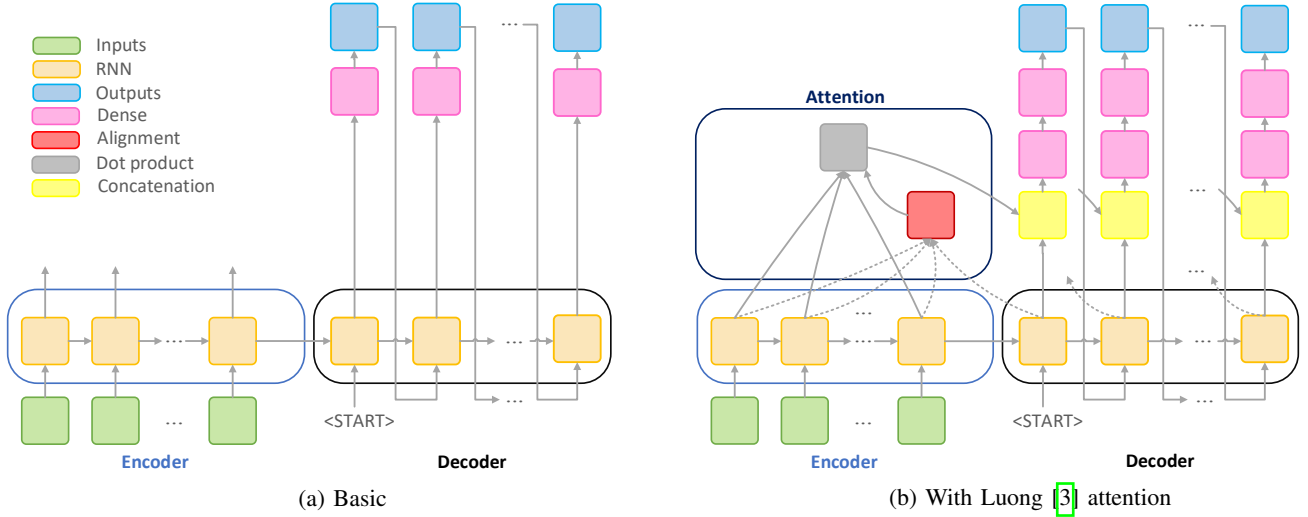 Inputs
RNN
Outputs
Dense
Alignment
Dot product
Concatenation
...
...
...
...
...
<START>
Encoder
Decoder
(a) Basic
...
Attention
...
...
...
...
...
...
...
<START>
Encoder
Decoder
(b) With Luong [3] attention